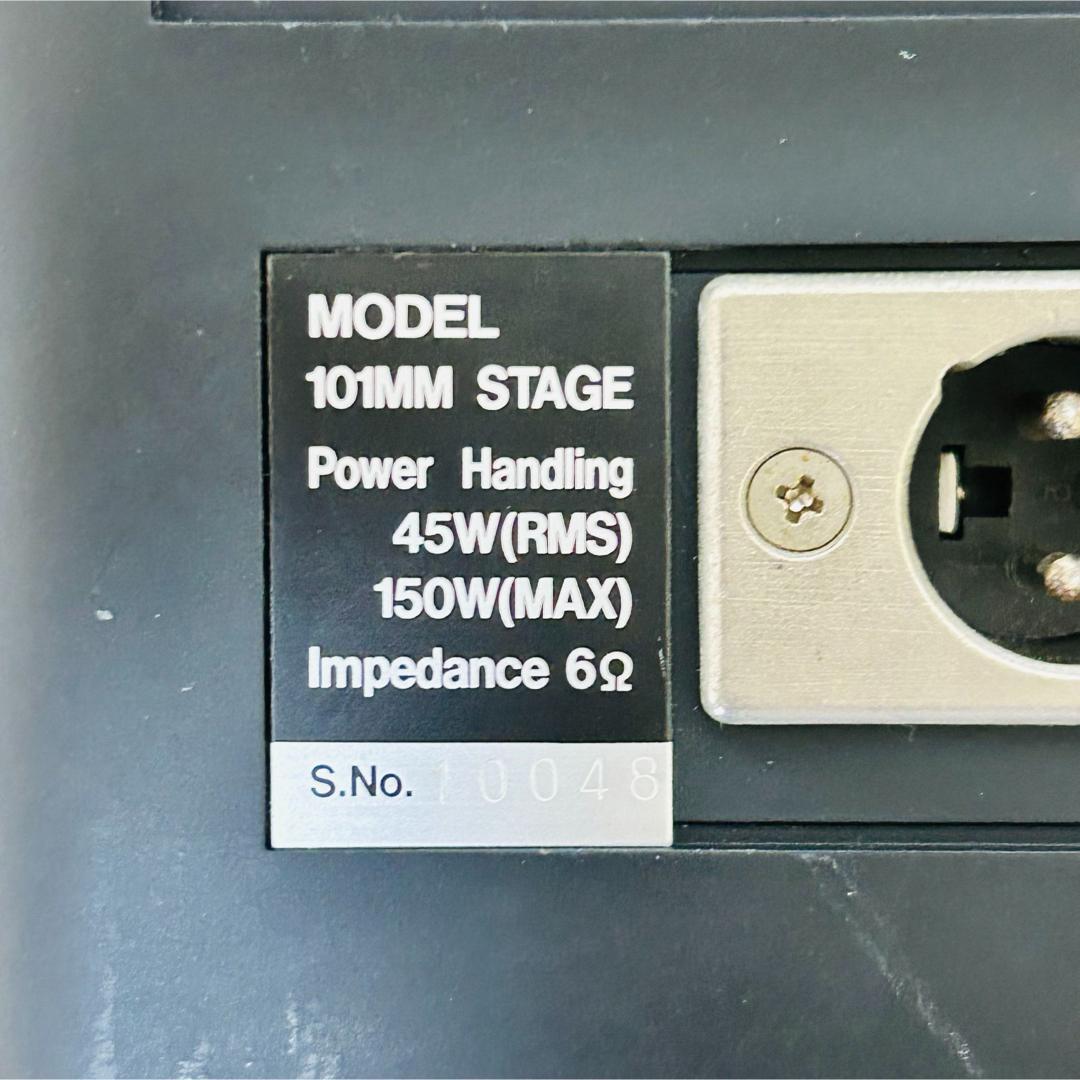 MODEL
101MM STAGE
Power Handling
45W(RMS)
150W(MAX)
Impedance 6Ω
S.No. 10048